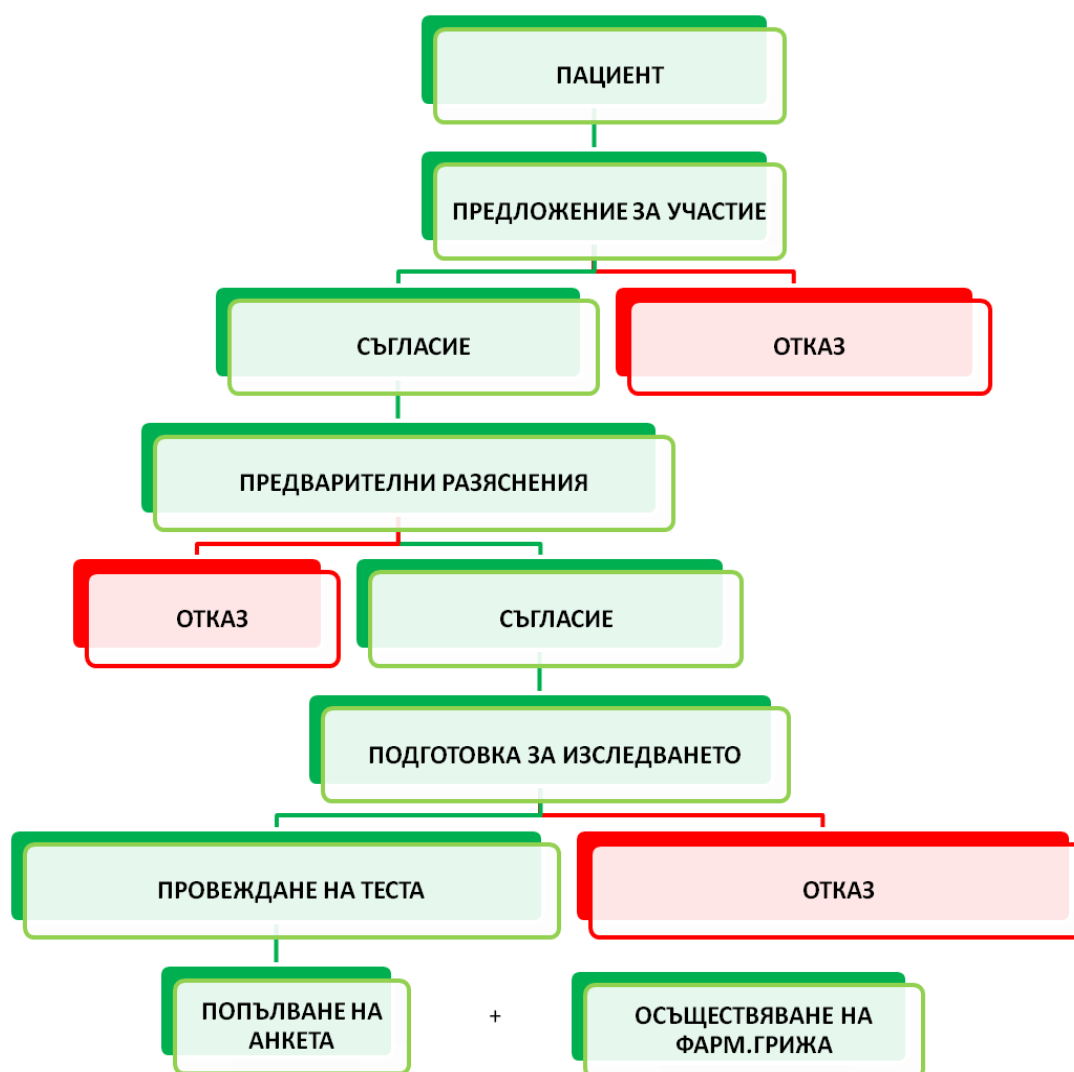 ПАЦИЕНТ
ПРЕДЛОЖЕНИЕ ЗА УЧАСТИЕ
СЪГЛАСИЕ
ОТКАЗ
ПРЕДВАРИТЕЛНИ РАЗЯСНЕНИЯ
ОТКАЗ
СЪГЛАСИЕ
ПОДГОТОВКА ЗА ИЗСЛЕДВАНЕТО
ПРОВЕЖДАНЕ НА ТЕСТА
ОТКАЗ
ПОПЪЛВАНЕ НА
АНКЕТА
+
ОСЪЩЕСТВЯВАНЕ НА
ФАРМ.ГРИЖА